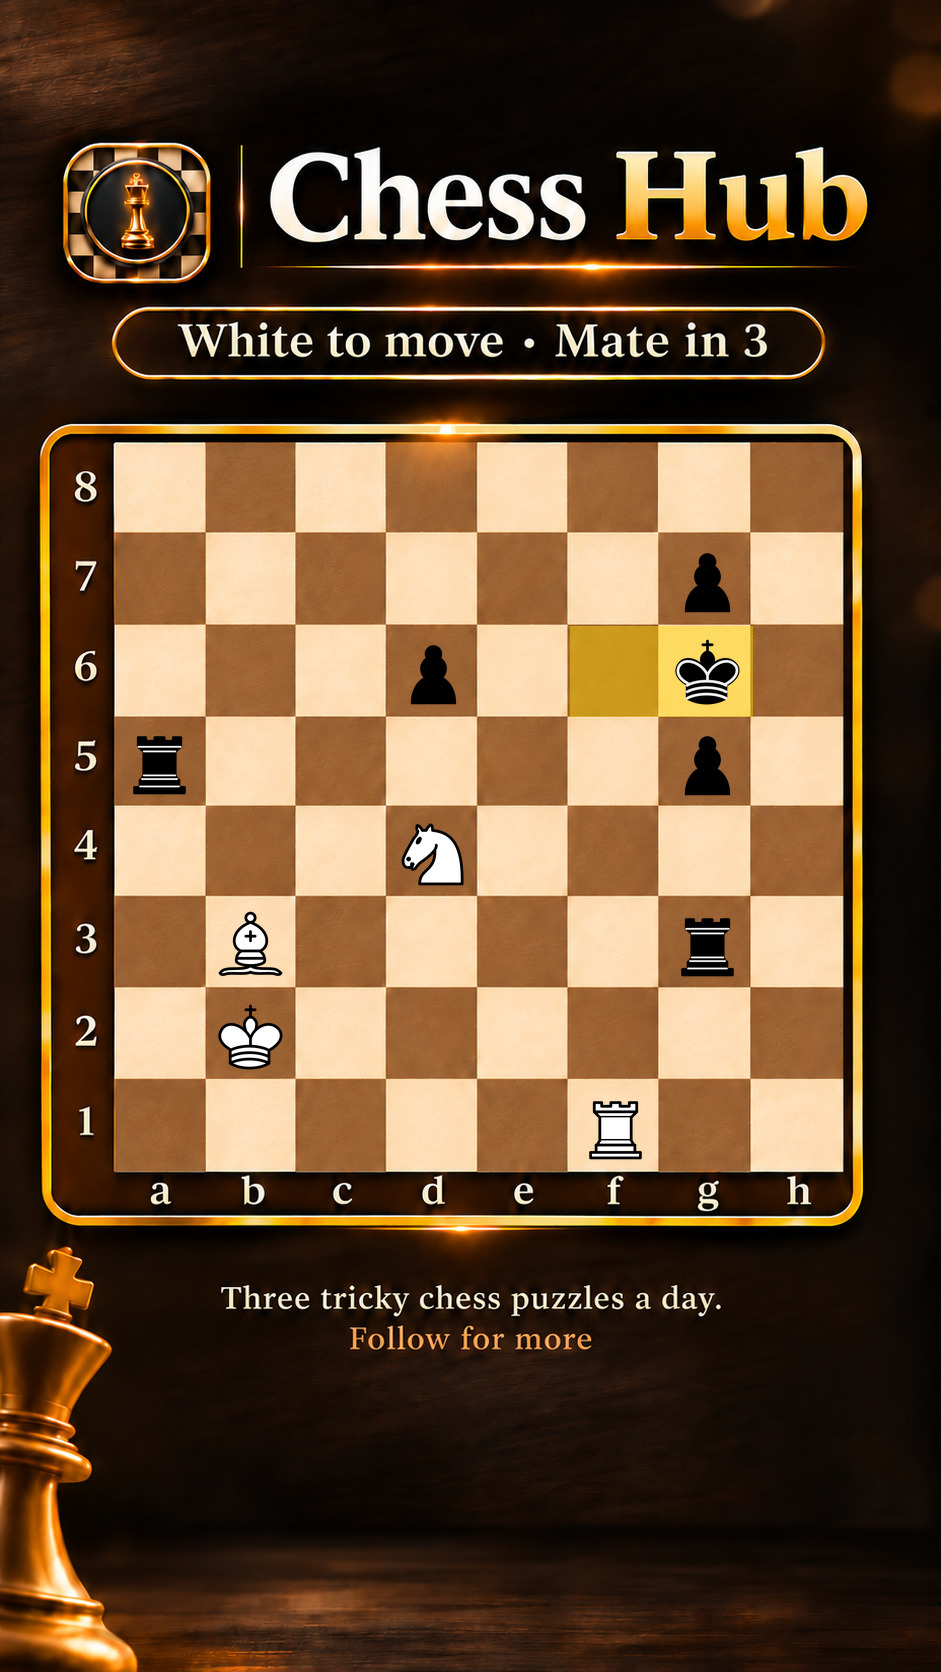 Chess Hub
White to move • Mate in 3
8
7
6
5
4
3
2
1
a b c d e f g h
Three tricky chess puzzles a day.
Follow for more